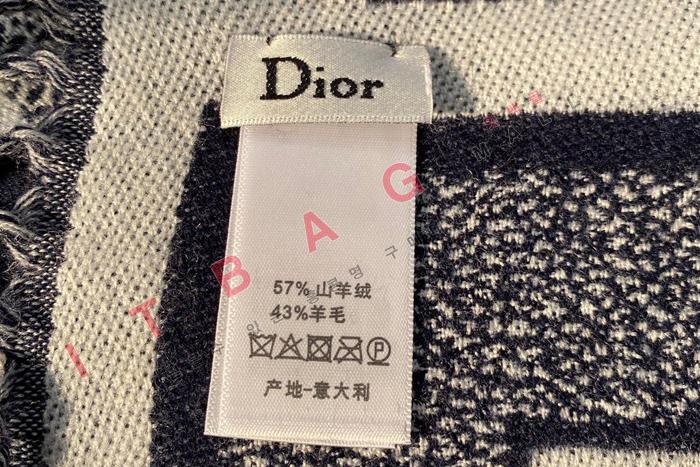 Dior
57%山羊绒
43%羊毛
P
产地-意大利
I T B A G